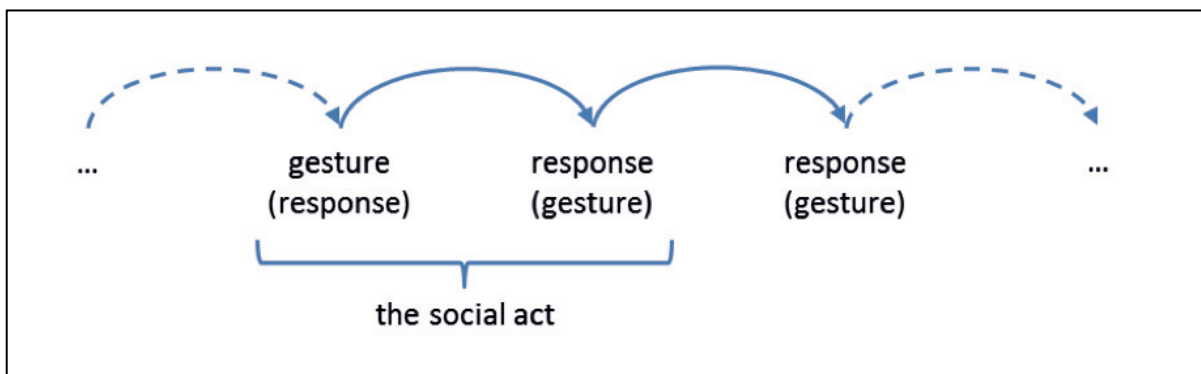 ...
gesture
(response)
response
(gesture)
response
(gesture)
...
the social act